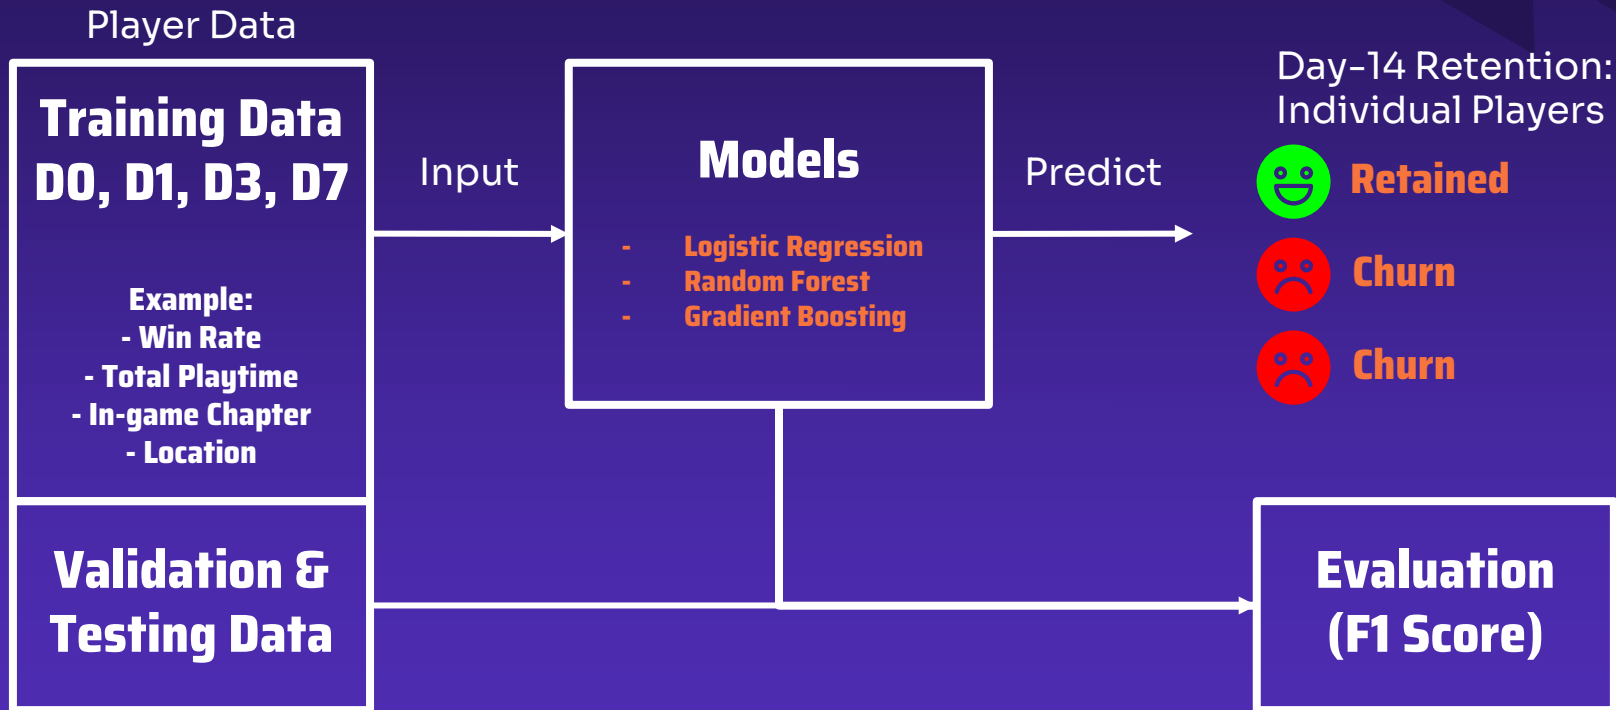 Player Data
Training Data
D0, D1, D3, D7
Example:
- Win Rate
- Total Playtime
- In-game Chapter
- Location
Validation &
Testing Data
Input
Models
- Logistic Regression
- Random Forest
- Gradient Boosting
Predict
Day-14 Retention:
Individual Players
Retained
Churn
Churn
Evaluation
(F1 Score)